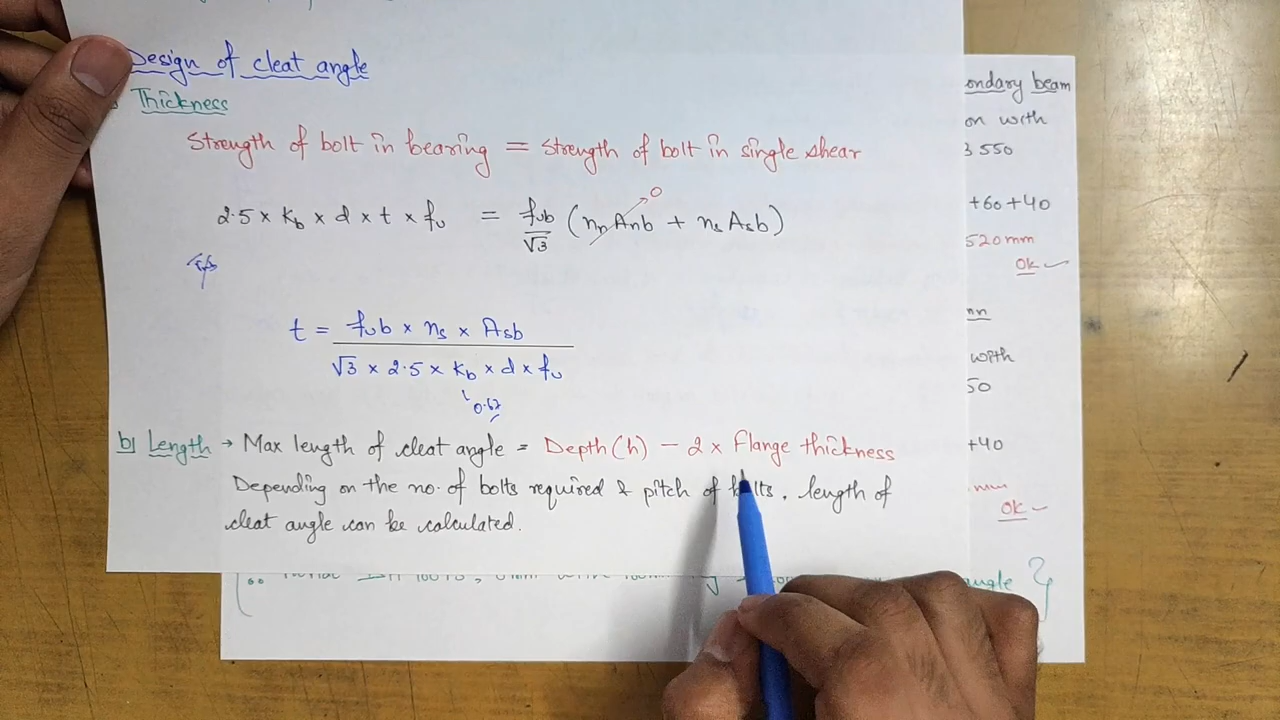 Design of cleat angle
Thickness
Strength of bolt in bearing = Strength of bolt in single shear
2.5 × Kb × d × t × fu = fub/√3 (nn Anb + ns Asb)
0
t = fub × ns × Asb
√3 × 2.5 × Kb × d × fu
0.67
b) Length → Max length of cleat angle = Depth (h) − 2 × Flange thickness
Depending on the no. of bolts required & pitch of bolts, length of
cleat angle can be calculated.
ondary beam
on with
550
+60+40
520mm
Ok
with
50
+40
mm
Ok
angle